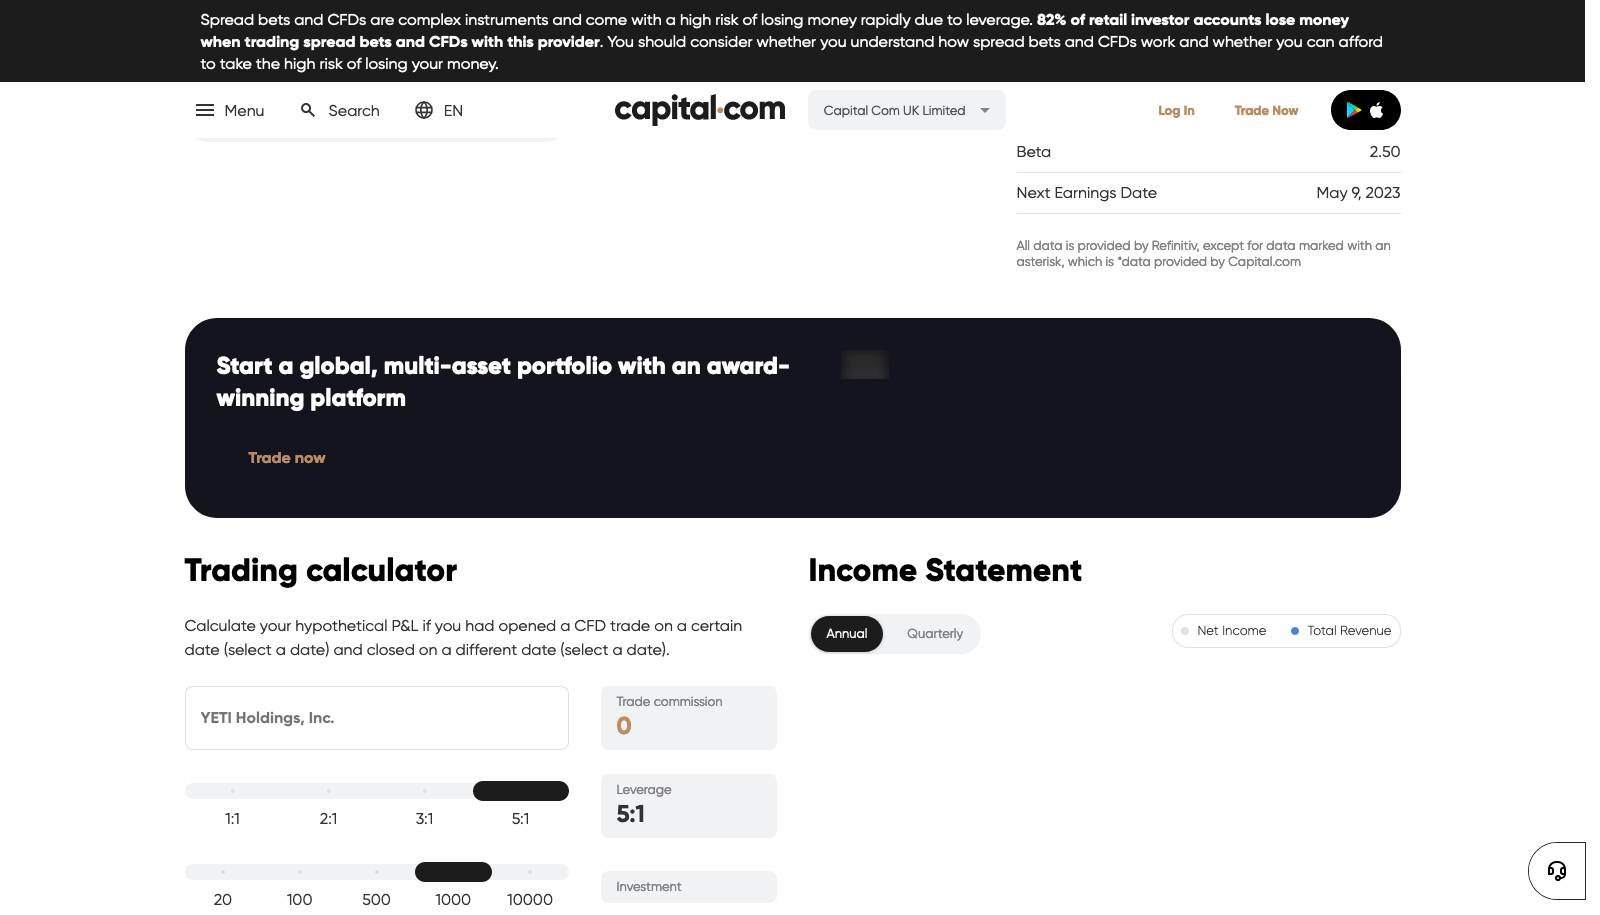 Spread bets and CFDs are complex instruments and come with a high risk of losing money rapidly due to leverage. 82% of retail investor accounts lose money
when trading spread bets and CFDs with this provider. You should consider whether you understand how spread bets and CFDs work and whether you can afford
to take the high risk of losing your money.
Menu
Search
EN
capital.com
Capital Com UK Limited
Log In
Trade Now
Beta 2.50
Next Earnings Date May 9, 2023
All data is provided by Refinitiv, except for data marked with an
asterisk, which is *data provided by Capital.com
Start a global, multi-asset portfolio with an award-
winning platform
Trade now
Trading calculator
Calculate your hypothetical P&L if you had opened a CFD trade on a certain
date (select a date) and closed on a different date (select a date).
YETI Holdings, Inc.
Trade commission
0
1:1 2:1 3:1 5:1
Leverage
5:1
20 100 500 1000 10000
Investment
Income Statement
Annual
Quarterly
Net Income
Total Revenue